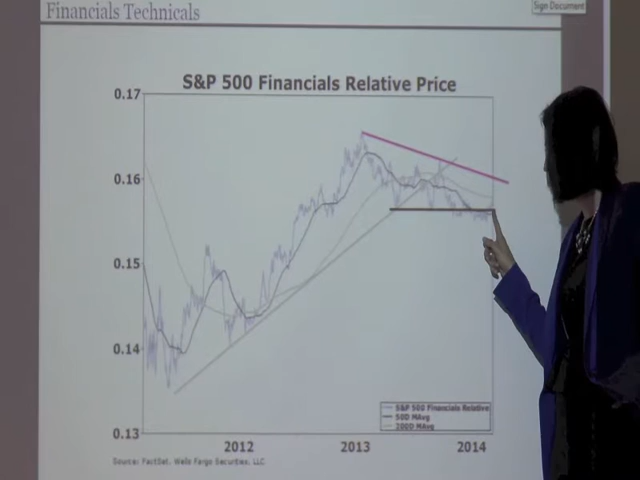 Financials Technicals
Sign Document
S&P 500 Financials Relative Price
0.17
0.16
0.15
0.14
0.13
S&P 500 Financials Relative
50D MAvg
200D MAvg
2012
2013
2014
Source: FactSet, Wells Fargo Securities, LLC